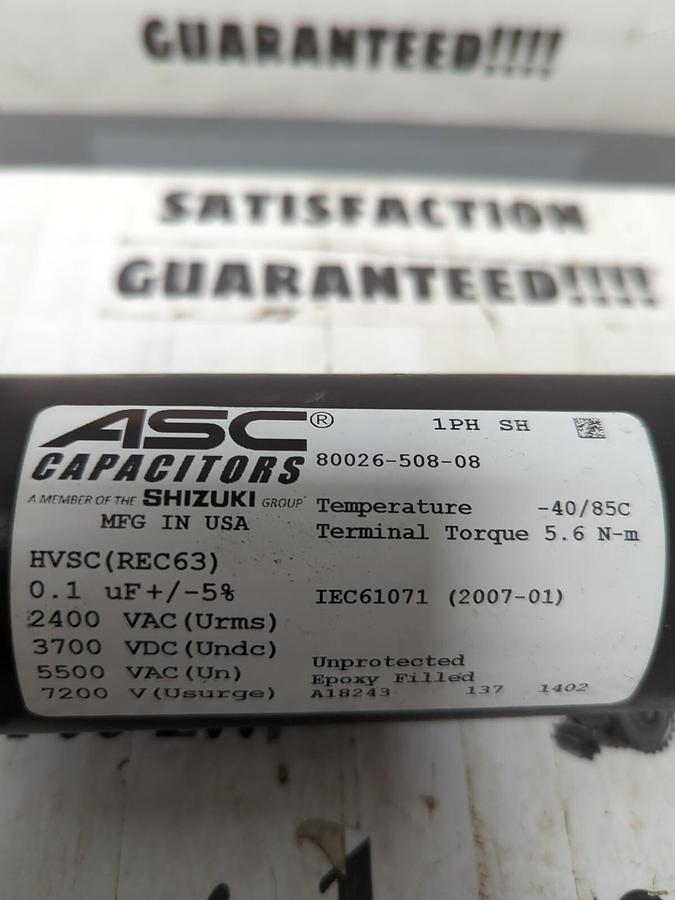 GUARANTEED!!!!
SATISFACTION
GUARANTEED!!!!
ASC®
CAPACITORS
A MEMBER OF THE SHIZUKI GROUP
MFG IN USA
HVSC(REC63)
0.1 uF+/-5%
2400 VAC(Urms)
3700 VDC(Undc)
5500 VAC(Un)
7200 V(Usurge)
1PH SH
80026-508-08
Temperature -40/85C
Terminal Torque 5.6 N-m
IEC61071 (2007-01)
Unprotected
Epoxy Filled
A18243 137 1402